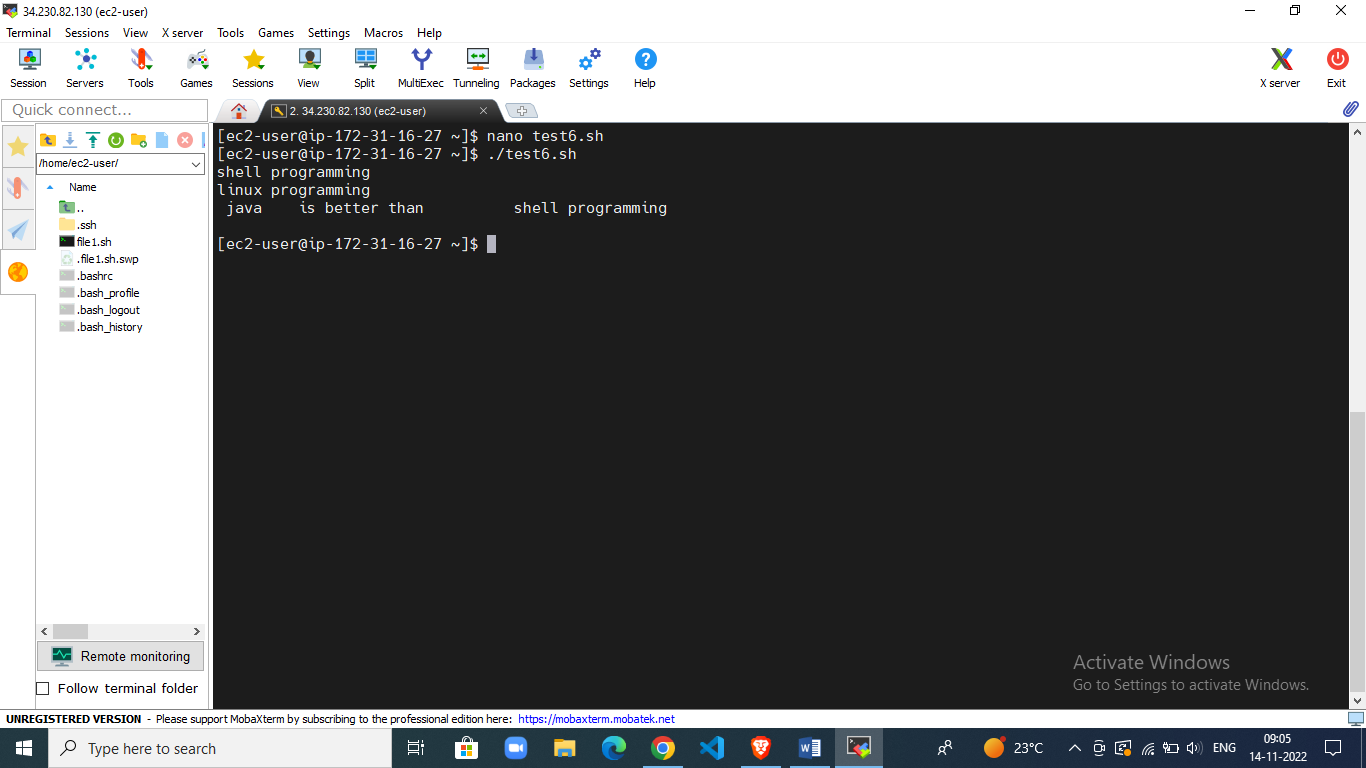 34.230.82.130 (ec2-user)
Terminal Sessions View X server Tools Games Settings Macros Help
Session Servers Tools Games Sessions View Split MultiExec Tunneling Packages Settings Help X server Exit
Quick connect...
2. 34.230.82.130 (ec2-user)
/home/ec2-user/
Name
..
.ssh
file1.sh
.file1.sh.swp
.bashrc
.bash_profile
.bash_logout
.bash_history
Remote monitoring
Follow terminal folder
[ec2-user@ip-172-31-16-27 ~]$ nano test6.sh
[ec2-user@ip-172-31-16-27 ~]$ ./test6.sh
shell programming
linux programming
 java    is better than          shell programming
[ec2-user@ip-172-31-16-27 ~]$
Activate Windows
Go to Settings to activate Windows.
UNREGISTERED VERSION - Please support MobaXterm by subscribing to the professional edition here: https://mobaxterm.mobatek.net
Type here to search
23°C
ENG
09:05
14-11-2022